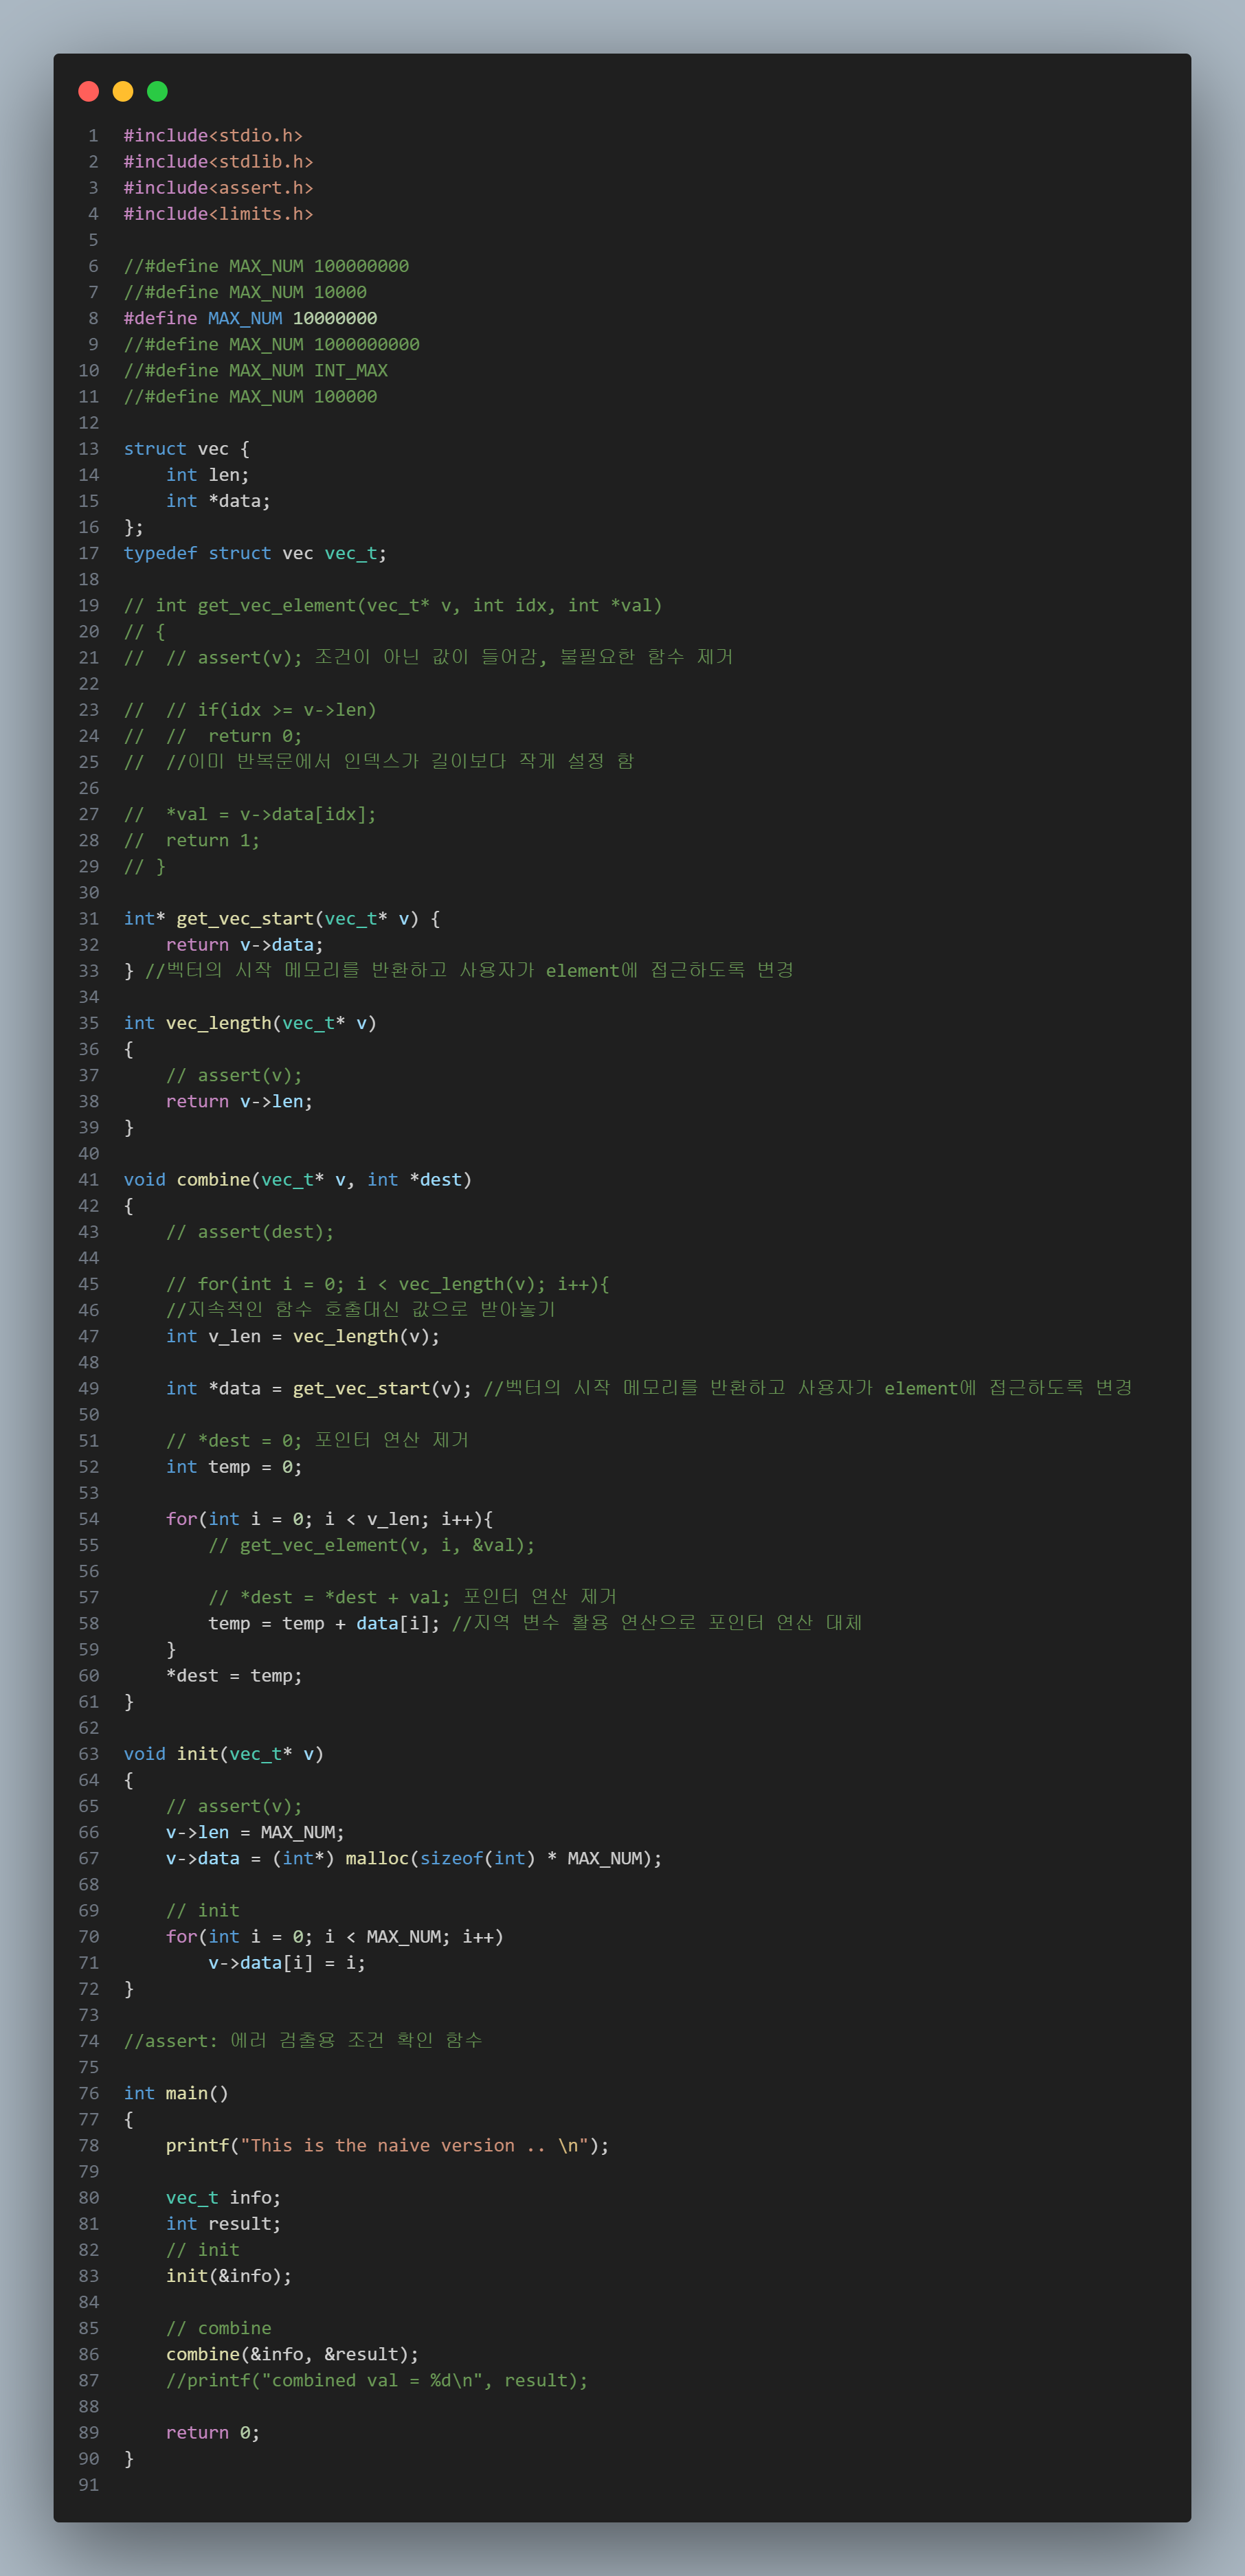 1 #include<stdio.h>
2 #include<stdlib.h>
3 #include<assert.h>
4 #include<limits.h>
5
6 //#define MAX_NUM 100000000
7 //#define MAX_NUM 10000
8 #define MAX_NUM 10000000
9 //#define MAX_NUM 1000000000
10 //#define MAX_NUM INT_MAX
11 //#define MAX_NUM 100000
12
13 struct vec {
14     int len;
15     int *data;
16 };
17 typedef struct vec vec_t;
18
19 // int get_vec_element(vec_t* v, int idx, int *val)
20 // {
21 //  // assert(v); 조건이 아닌 값이 들어감, 불필요한 함수 제거
22
23 //  // if(idx >= v->len)
24 //  //  return 0;
25 //  //이미 반복문에서 인덱스가 길이보다 작게 설정 함
26
27 //  *val = v->data[idx];
28 //  return 1;
29 // }
30
31 int* get_vec_start(vec_t* v) {
32     return v->data;
33 } //벡터의 시작 메모리를 반환하고 사용자가 element에 접근하도록 변경
34
35 int vec_length(vec_t* v)
36 {
37     // assert(v);
38     return v->len;
39 }
40
41 void combine(vec_t* v, int *dest)
42 {
43     // assert(dest);
44
45     // for(int i = 0; i < vec_length(v); i++){
46     //지속적인 함수 호출대신 값으로 받아놓기
47     int v_len = vec_length(v);
48
49     int *data = get_vec_start(v); //벡터의 시작 메모리를 반환하고 사용자가 element에 접근하도록 변경
50
51     // *dest = 0; 포인터 연산 제거
52     int temp = 0;
53
54     for(int i = 0; i < v_len; i++){
55         // get_vec_element(v, i, &val);
56
57         // *dest = *dest + val; 포인터 연산 제거
58         temp = temp + data[i]; //지역 변수 활용 연산으로 포인터 연산 대체
59     }
60     *dest = temp;
61 }
62
63 void init(vec_t* v)
64 {
65     // assert(v);
66     v->len = MAX_NUM;
67     v->data = (int*) malloc(sizeof(int) * MAX_NUM);
68
69     // init
70     for(int i = 0; i < MAX_NUM; i++)
71         v->data[i] = i;
72 }
73
74 //assert: 에러 검출용 조건 확인 함수
75
76 int main()
77 {
78     printf("This is the naive version .. \n");
79
80     vec_t info;
81     int result;
82     // init
83     init(&info);
84
85     // combine
86     combine(&info, &result);
87     //printf("combined val = %d\n", result);
88
89     return 0;
90 }
91